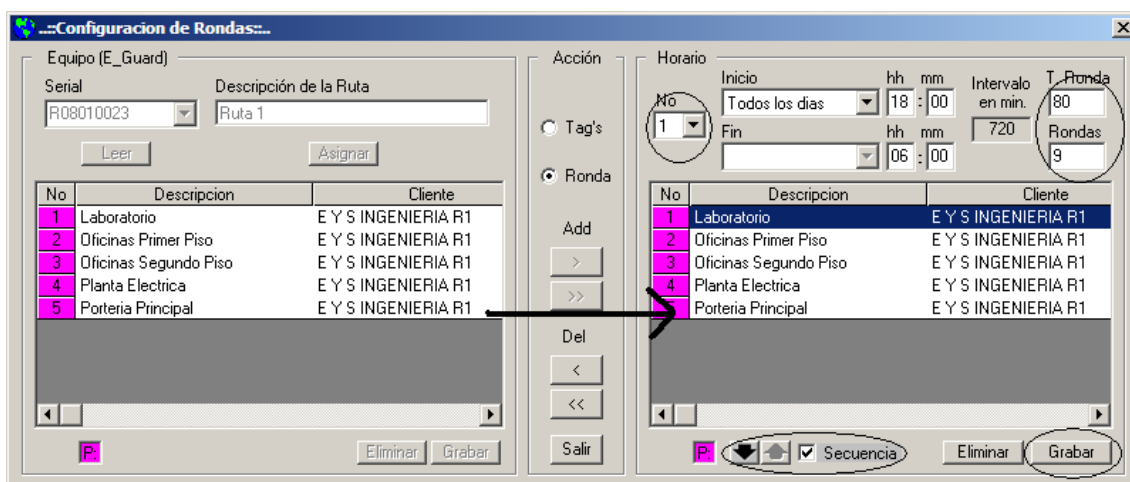 ..::Configuracion de Rondas::..
Equipo (E_Guard)
Serial
Descripción de la Ruta
R08010023
Ruta 1
Leer
Asignar
No Descripcion Cliente
1 Laboratorio E Y S INGENIERIA R1
2 Oficinas Primer Piso E Y S INGENIERIA R1
3 Oficinas Segundo Piso E Y S INGENIERIA R1
4 Planta Electrica E Y S INGENIERIA R1
5 Porteria Principal E Y S INGENIERIA R1
P:
Eliminar
Grabar
Acción
Tag's
Ronda
Add
>
>>
Del
<
<<
Salir
Horario
No
1
Inicio hh mm
Todos los dias 18 : 00
Fin hh mm
06 : 00
Intervalo
en min.
720
T. Ronda
80
Rondas
9
No Descripcion Cliente
1 Laboratorio E Y S INGENIERIA R1
2 Oficinas Primer Piso E Y S INGENIERIA R1
3 Oficinas Segundo Piso E Y S INGENIERIA R1
4 Planta Electrica E Y S INGENIERIA R1
5 Porteria Principal E Y S INGENIERIA R1
P:
Secuencia
Eliminar
Grabar